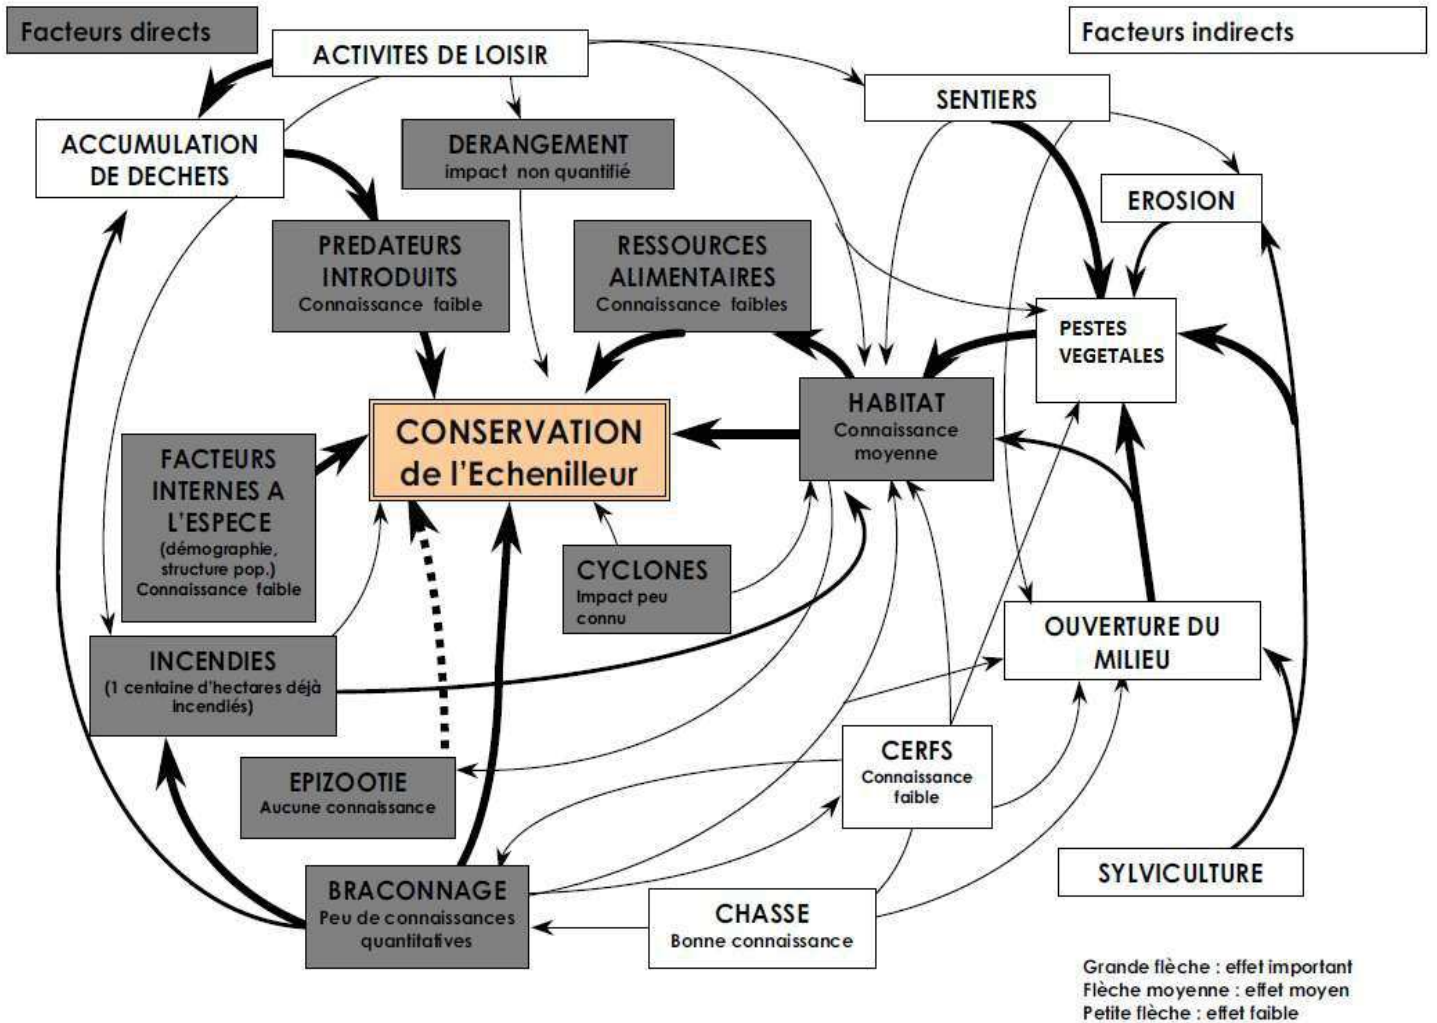 Facteurs directs
ACTIVITES DE LOISIR
Facteurs indirects
SENTIERS
ACCUMULATION
DE DECHETS
DERANGEMENT
impact non quantifié
EROSION
PREDATEURS
INTRODUITS
Connaissance faible
RESSOURCES
ALIMENTAIRES
Connaissance faibles
PESTES
VEGETALES
HABITAT
Connaissance
moyenne
CONSERVATION
de l'Echenilleur
FACTEURS
INTERNES A
L'ESPECE
(démographie,
structure pop.)
Connaissance faible
CYCLONES
Impact peu
connu
OUVERTURE DU
MILIEU
INCENDIES
(1 centaine d'hectares déjà
incendiés)
CERFS
Connaissance
faible
EPIZOOTIE
Aucune connaissance
SYLVICULTURE
BRACONNAGE
Peu de connaissances
quantitatives
CHASSE
Bonne connaissance
Grande flèche : effet important
Flèche moyenne : effet moyen
Petite flèche : effet faible